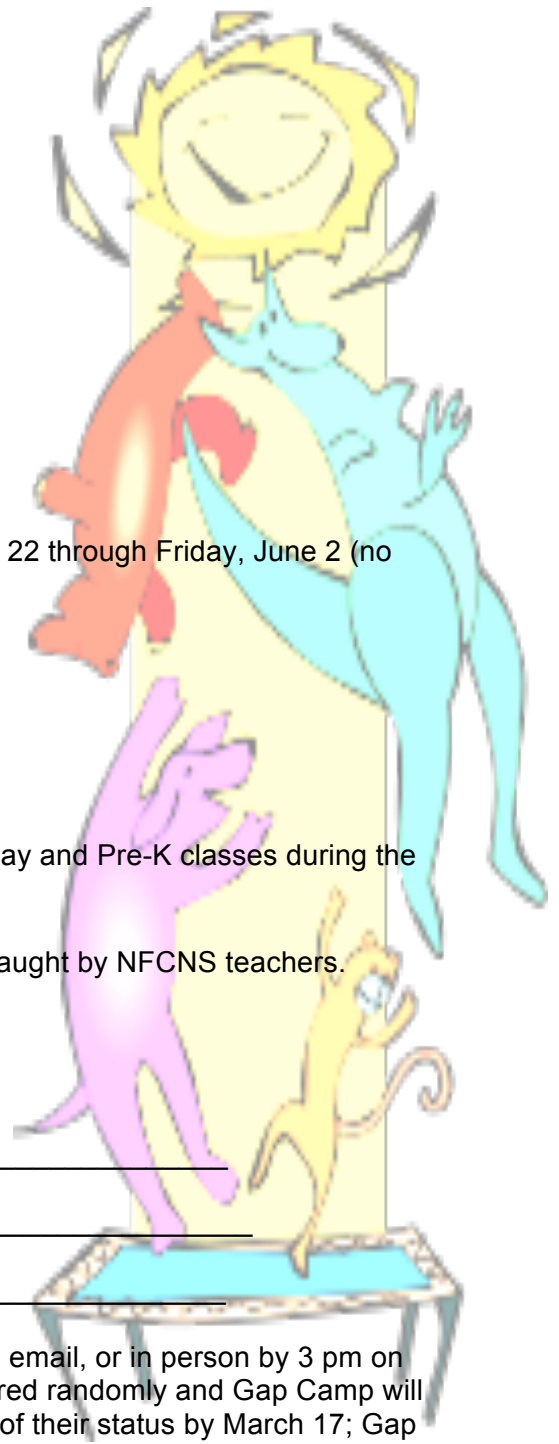 22 through Friday, June 2 (no
ay and Pre-K classes during the
aught by NFCNS teachers.
email, or in person by 3 pm on
red randomly and Gap Camp will
of their status by March 17; Gap